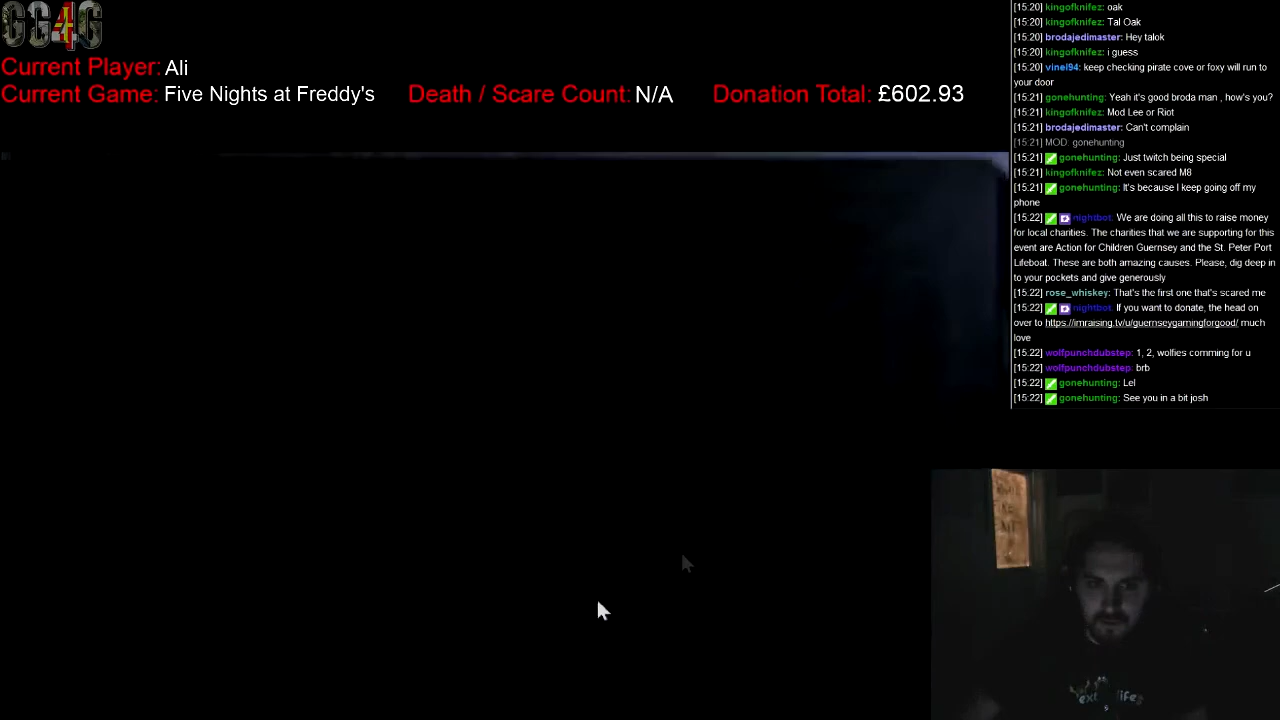 GG4G
Current Player: Ali
Current Game: Five Nights at Freddy's Death / Scare Count: N/A Donation Total: £602.93
[15:20] kingofknifez: oak
[15:20] kingofknifez: Tal Oak
[15:20] brodajedimaster: Hey talok
[15:20] kingofknifez: i guess
[15:20] vinel94: keep checking pirate cove or foxy will run to
your door
[15:21] gonehunting: Yeah it's good broda man , how's you?
[15:21] kingofknifez: Mod Lee or Riot
[15:21] brodajedimaster: Can't complain
[15:21] MOD: gonehunting
[15:21] gonehunting: Just twitch being special
[15:21] kingofknifez: Not even scared M8
[15:21] gonehunting: It's because I keep going off my
phone
[15:22] nightbot: We are doing all this to raise money
for local charities. The charities that we are supporting for this
event are Action for Children Guernsey and the St. Peter Port
Lifeboat. These are both amazing causes. Please, dig deep in
to your pockets and give generously
[15:22] rose_whiskey: That's the first one that's scared me
[15:22] nightbot: If you want to donate, the head on
over to https://imraising.tv/u/guernseygamingforgood/ much
love
[15:22] wolfpunchdubstep: 1, 2, wolfies comming for u
[15:22] wolfpunchdubstep: brb
[15:22] gonehunting: Lel
[15:22] gonehunting: See you in a bit josh